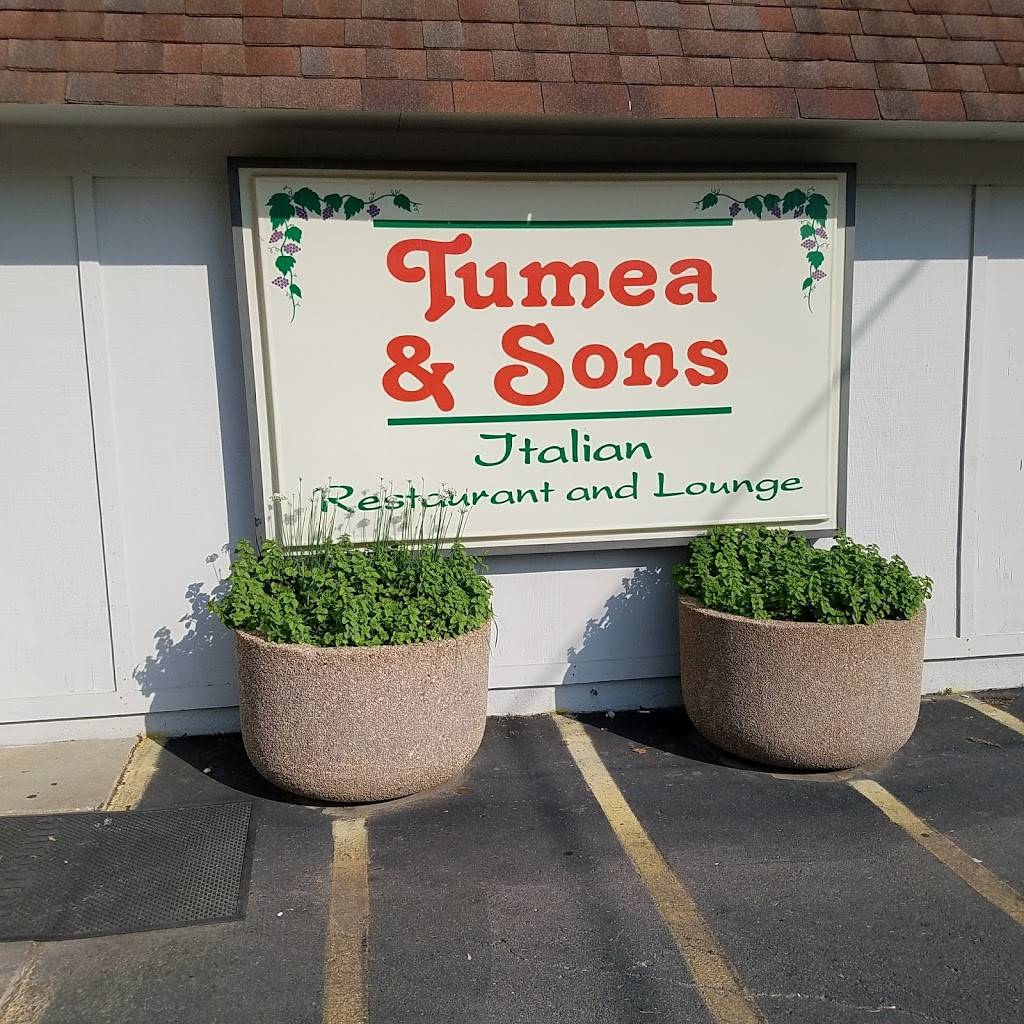 Tumea
& Sons
Italian
Restaurant and Lounge